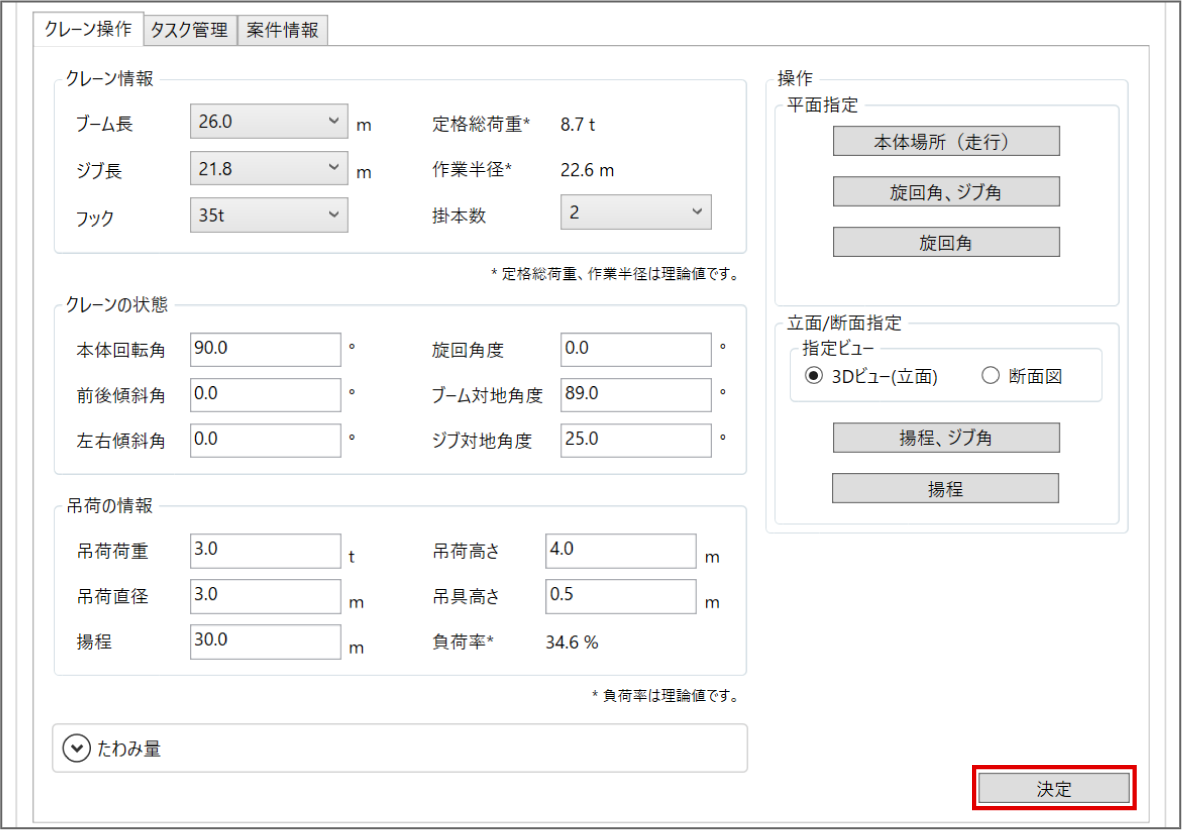 クレーン操作 タスク管理 案件情報
クレーン情報
ブーム長 26.0 m 定格総荷重* 8.7 t
ジブ長 21.8 m 作業半径* 22.6 m
フック 35t 掛本数 2
* 定格総荷重、作業半径は理論値です。
クレーンの状態
本体回転角 90.0 ° 旋回角度 0.0 °
前後傾斜角 0.0 ° ブーム対地角度 89.0 °
左右傾斜角 0.0 ° ジブ対地角度 25.0 °
吊荷の情報
吊荷荷重 3.0 t 吊荷高さ 4.0 m
吊荷直径 3.0 m 吊具高さ 0.5 m
揚程 30.0 m 負荷率* 34.6 %
* 負荷率は理論値です。
たわみ量
操作
平面指定
本体場所（走行）
旋回角、ジブ角
旋回角
立面/断面指定
指定ビュー
3Dビュー(立面) 断面図
揚程、ジブ角
揚程
決定